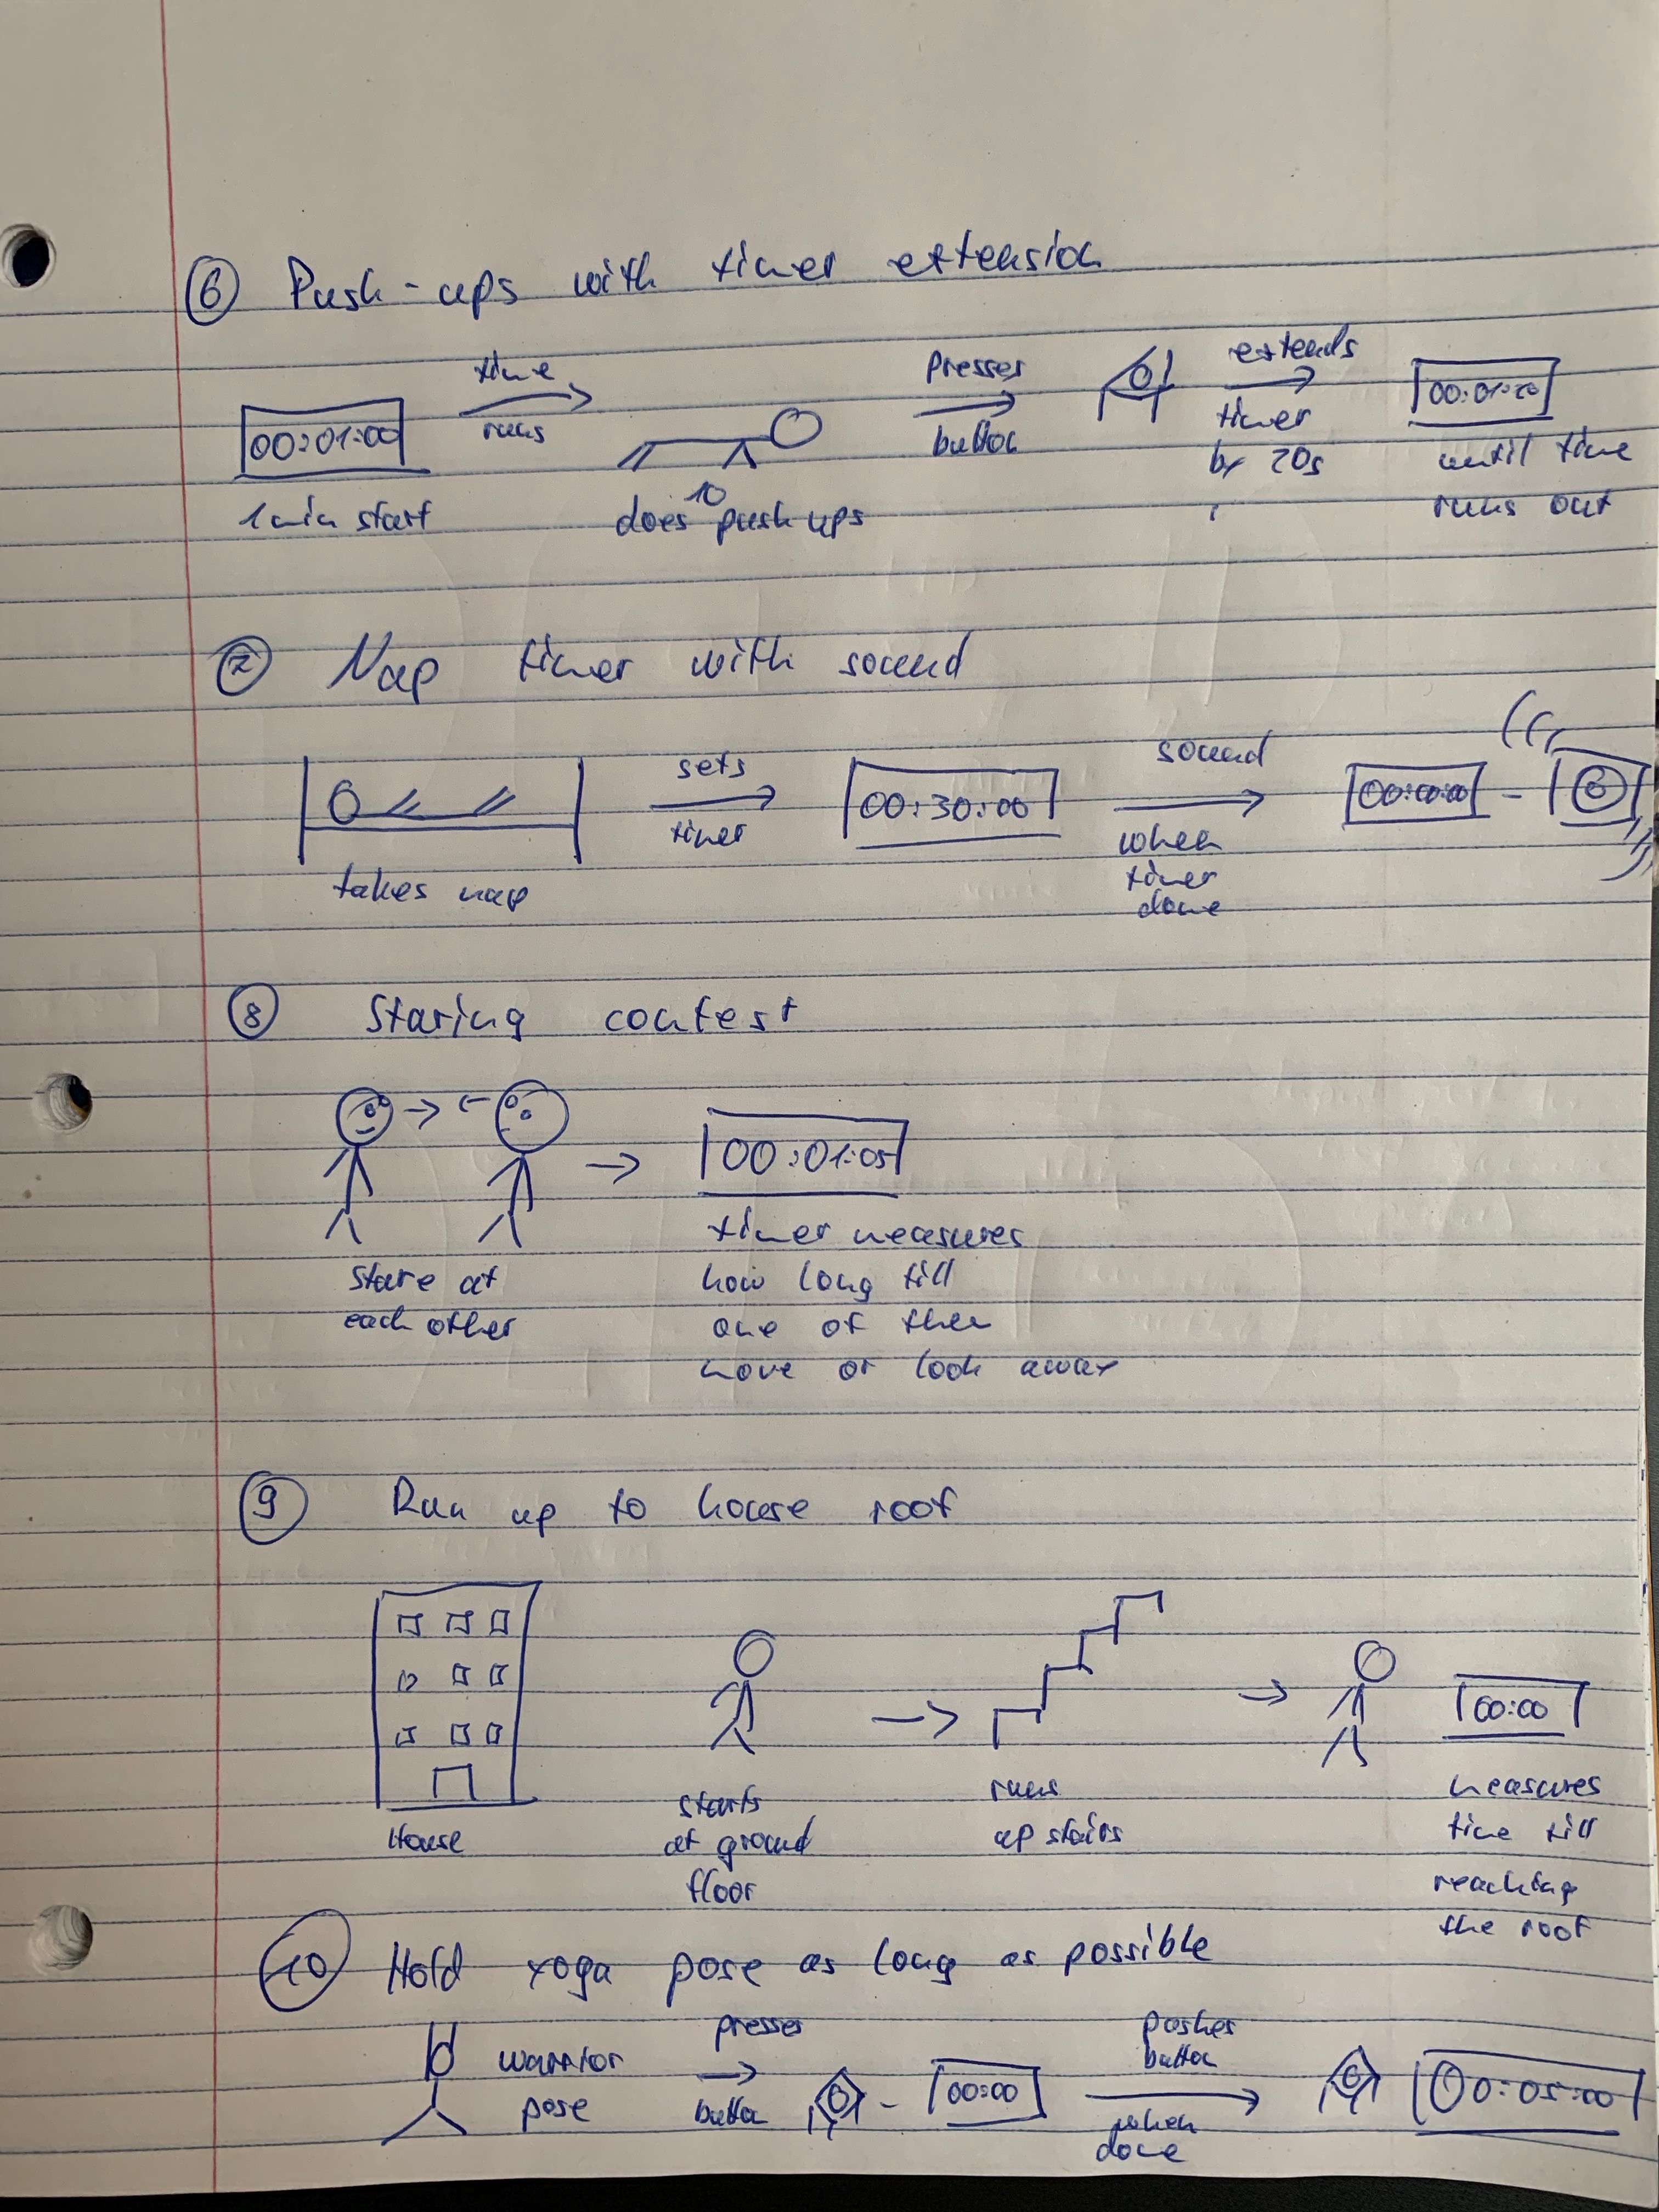 6 Push-ups with timer extension
00:01:00
1 min start
time
runs
10
does push ups
Presses
button
extends
timer
by 20s
00:01:20
until time
runs out
7 Nap timer with sound
takes nap
sets
timer
00:30:00
sound
when
timer
done
00:00:00
8 Staring contest
stare at
each other
00:01:05
timer measures
how long till
one of them
move or look away
9 Run up to house roof
House
starts
at ground
floor
runs
up stairs
00:00
measures
time till
reaching
the roof
10 Hold yoga pose as long as possible
warrior
pose
presses
button
00:00
pushes
button
when
done
00:05:00